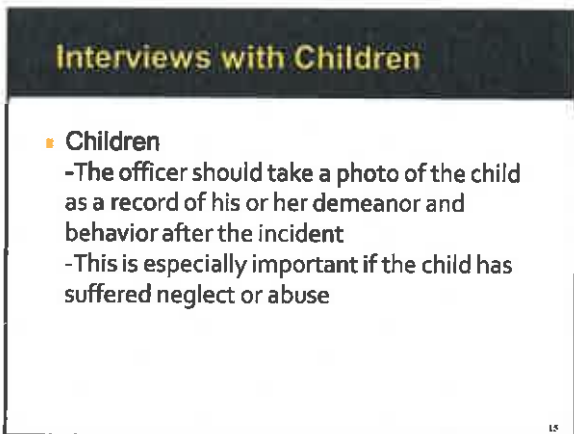 Interviews with Children
Children
-The officer should take a photo of the child
as a record of his or her demeanor and
behavior after the incident
-This is especially important if the child has
suffered neglect or abuse
15